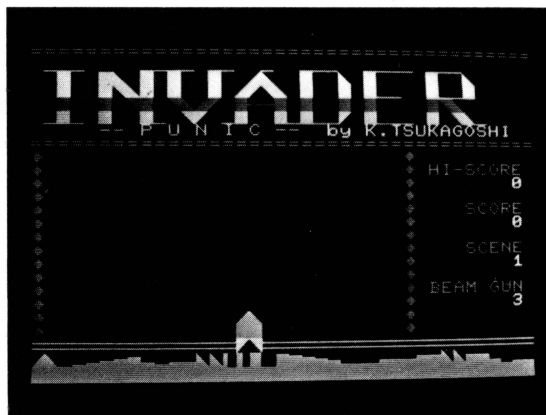 INVADER
-- PUNIC -- by K.TSUKAGOSHI
HI-SCORE
0
SCORE
0
SCENE
1
BEAM GUN
3